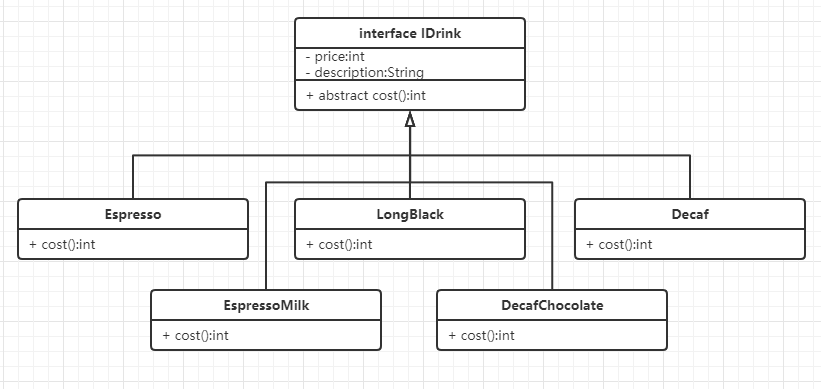 interface IDrink
- price:int
- description:String
+ abstract cost():int
Espresso
+ cost():int
LongBlack
+ cost():int
Decaf
+ cost():int
EspressoMilk
+ cost():int
DecafChocolate
+ cost():int